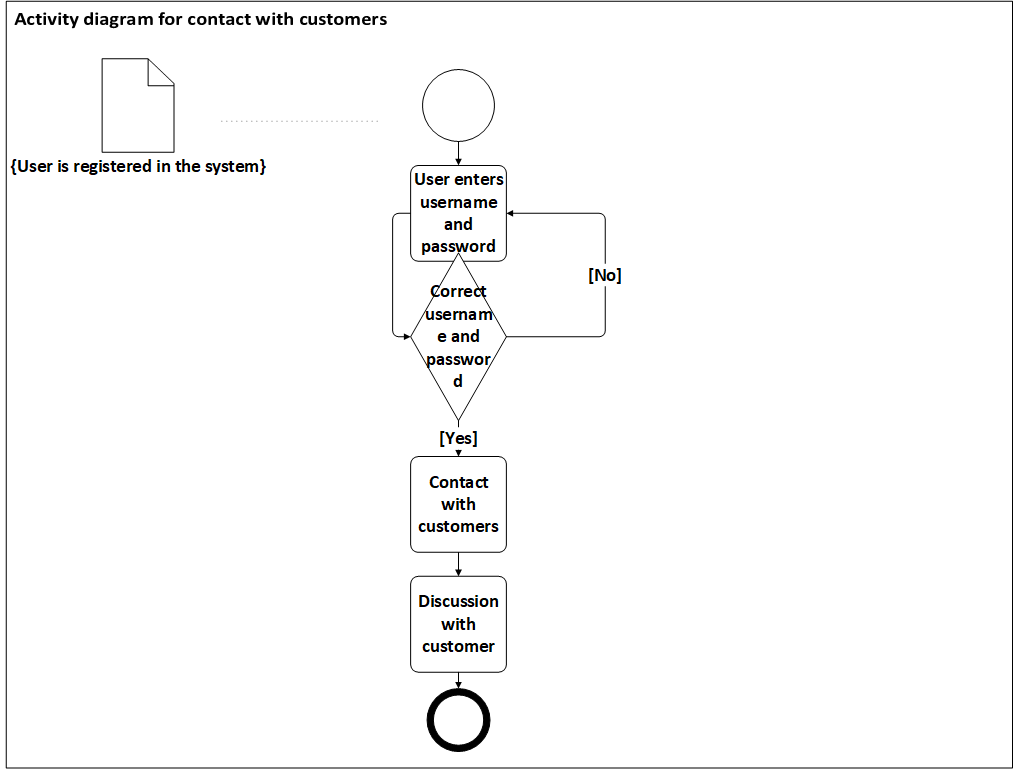 Activity diagram for contact with customers
{User is registered in the system}
User enters
username
and
password
[No]
Correct
usernam
e and
passwor
d
[Yes]
Contact
with
customers
Discussion
with
customer